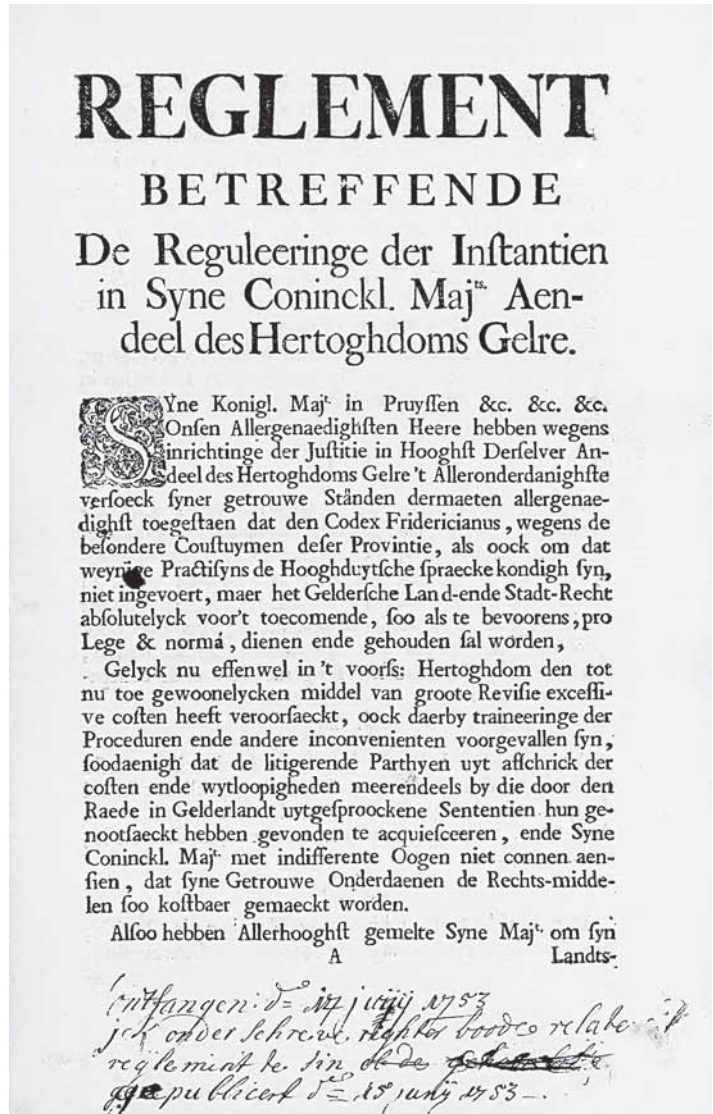 REGLEMENT
BETREFFENDE
De Reguleeringe der Inſtantien
in Syne Coninckl. Majts. Aen-
deel des Hertoghdoms Gelre.
SYne Konigl. Majt. in Pruyſſen &c. &c. &c.
Onſen Allergenaedighſten Heere hebben wegens
inrichtinge der Juſtitie in Hooghſt Derſelver An-
deel des Hertoghdoms Gelre 't Alleronderdanighſte
verſoeck ſyner getrouwe Stånden dermaeten allergenae-
dighſt toegeſtaen dat den Codex Fridericianus, wegens de
beſondere Couſtuymen deſer Provintie, als oock om dat
weynige Practiſyns de Hooghduytſche ſpraecke kondigh ſyn,
niet ingevoert, maer het Gelderſche Land-ende Stadt-Recht
abſolutelyck voor't toecomende, ſoo als te bevoorens, pro
Lege & normá, dienen ende gehouden ſal worden,
Gelyck nu effenwel in 't voorſs: Hertoghdom den tot
nu toe gewoonelycken middel van groote Reviſie exceſſi-
ve coſten heeft veroorſaeckt, oock daerby traineeringe der
Proceduren ende andere inconvenienten voorgevallen ſyn,
ſoodaenigh dat de litigerende Parthyen uyt affchrick der
coſten ende wytloopigheden meerendeels by die door den
Raede in Gelderlandt uytgeſproockene Sententien hun ge-
nootſaeckt hebben gevonden te acquieſceeren, ende Syne
Coninckl. Majt. met indifferente Oogen niet connen aen-
ſien, dat ſyne Getrouwe Onderdaenen de Rechts-midde-
len ſoo koſtbaer gemaeckt worden.
Alſoo hebben Allerhooghſt gemelte Syne Majt. om ſyn
A Landts-
ontfangen: d= 14 junij 1753
onder schreve boode relate
reglement te sin
gepubliceert d= 15 junij 1753